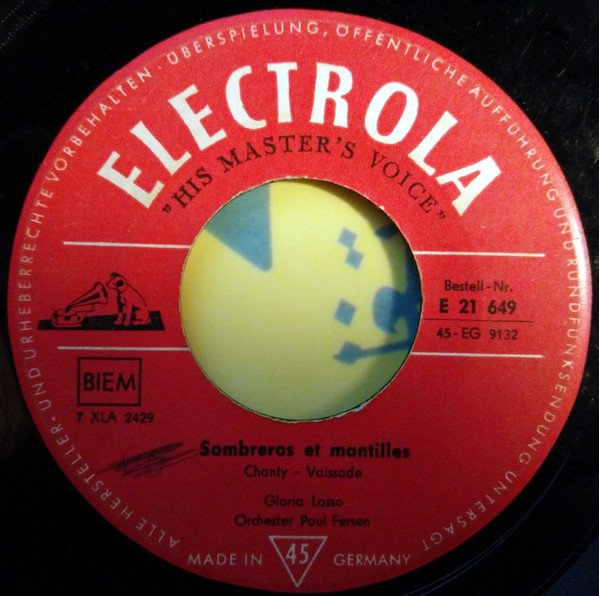 ALLE HERSTELLER- UND URHEBERRECHTE VORBEHALTEN · ÜBERSPIELUNG, ÖFFENTLICHE AUFFÜHRUNG UND RUNDFUNKSENDUNG UNTERSAGT
ELECTROLA
„HIS MASTER'S VOICE"
Bestell-Nr.
E 21 649
45-EG 9132
BIEM
7 XLA 2429
Sombreros et mantilles
Chanty - Vaissade
Gloria Lasso
Orchester Paul Fersen
MADE IN 45 GERMANY